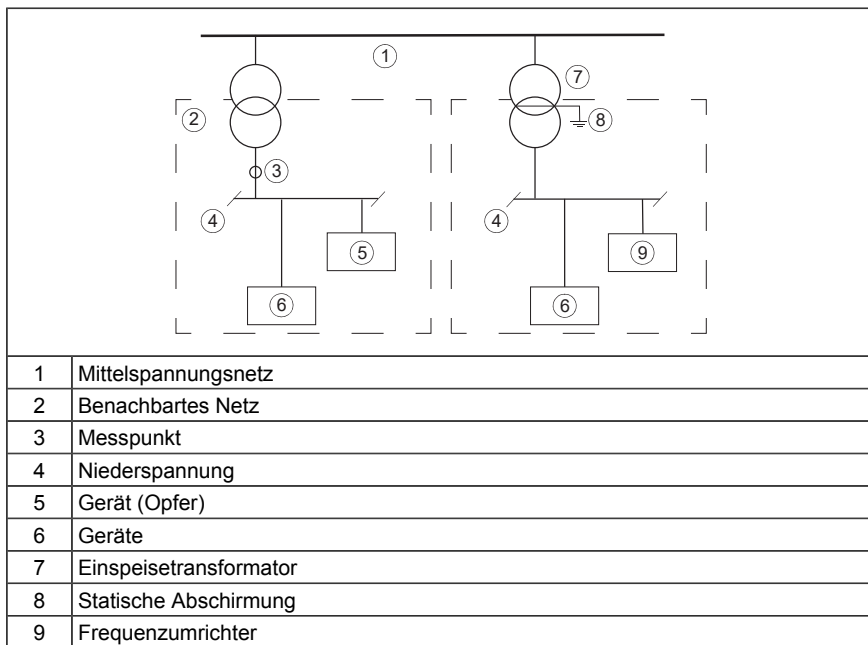 1
7
2
8
3
4
4
5
9
6
6
1 Mittelspannungsnetz
2 Benachbartes Netz
3 Messpunkt
4 Niederspannung
5 Gerät (Opfer)
6 Geräte
7 Einspeisetransformator
8 Statische Abschirmung
9 Frequenzumrichter